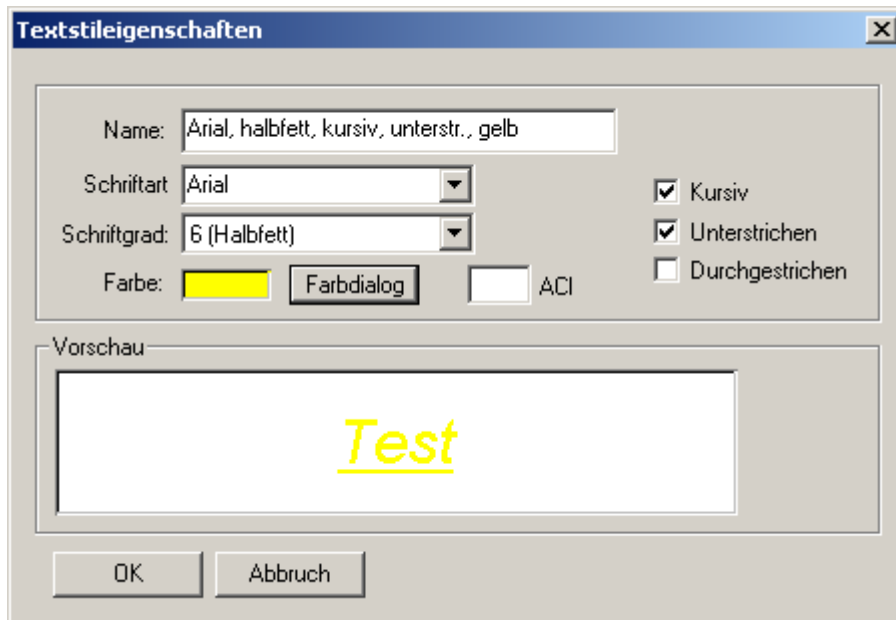 Textstileigenschaften
Name: Arial, halbfett, kursiv, unterstr., gelb
Schriftart Arial
Schriftgrad: 6 (Halbfett)
Farbe: Farbdialog ACI
Kursiv
Unterstrichen
Durchgestrichen
Vorschau
Test
OK Abbruch